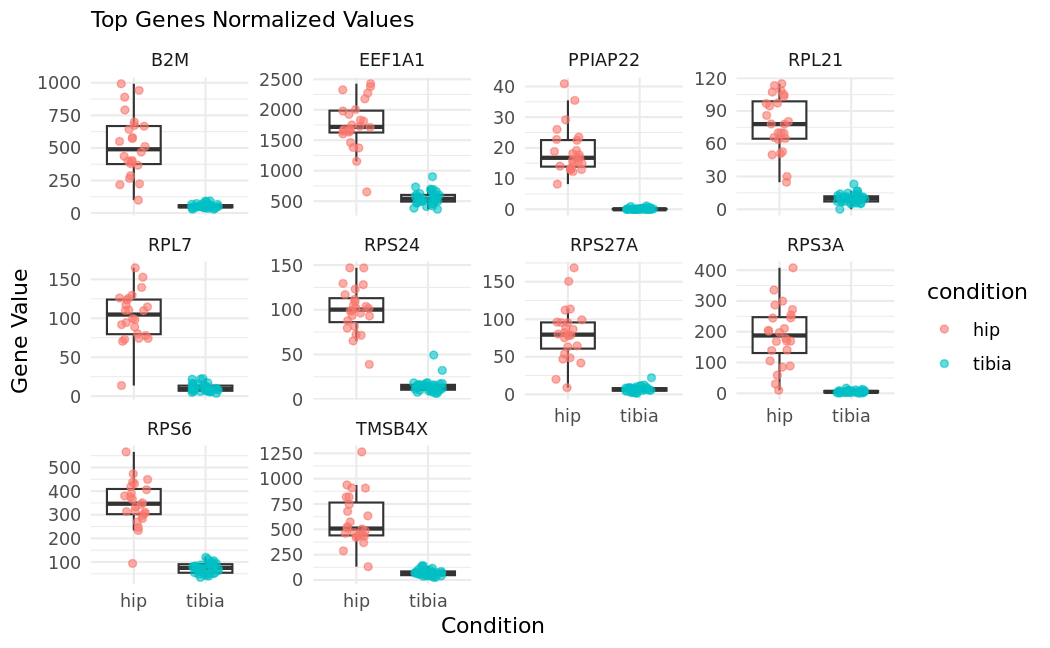 Top Genes Normalized Values
B2M EEF1A1 PPIAP22 RPL21
1000 750 500 250 0
2500 2000 1500 1000 500
40 30 20 10 0
120 90 60 30 0
RPL7 RPS24 RPS27A RPS3A
150 100 50 0
150 100 50 0
150 100 50 0
400 300 200 100 0
hip tibia hip tibia
RPS6 TMSB4X
500 400 300 200 100
1250 1000 750 500 250 0
hip tibia hip tibia
Gene Value
Condition
condition
hip
tibia